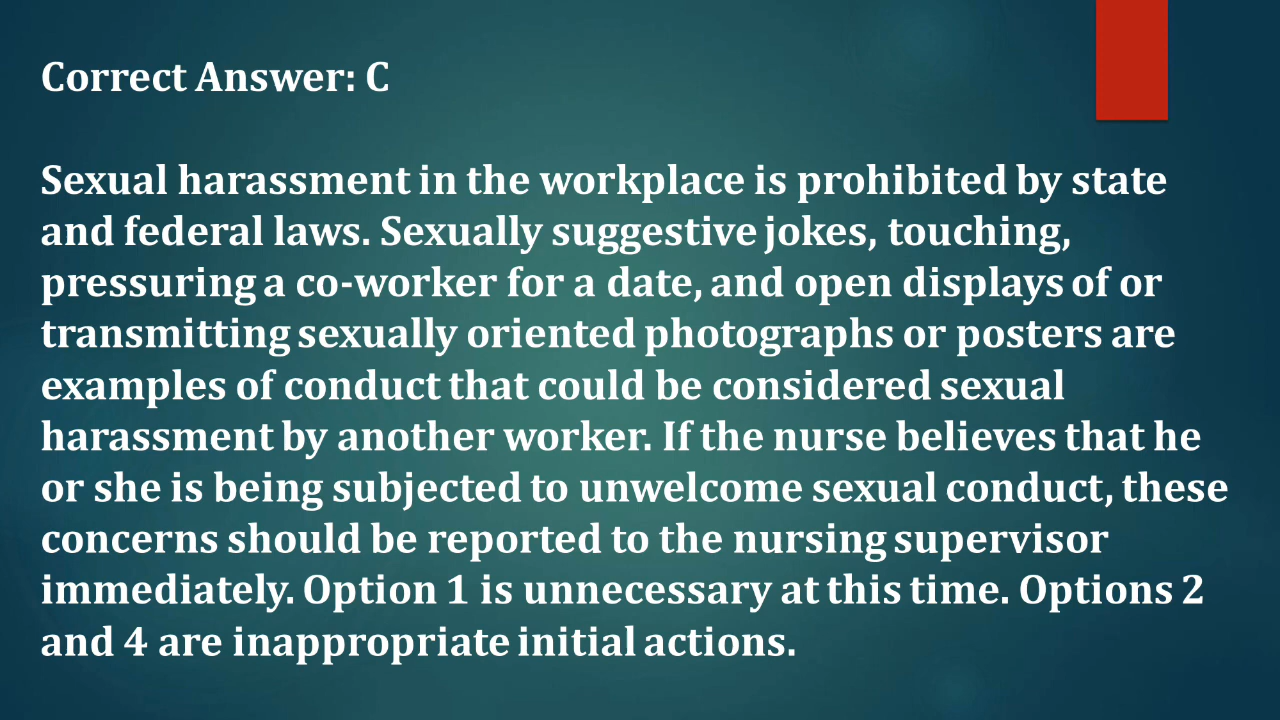 Correct Answer: C
Sexual harassment in the workplace is prohibited by state
and federal laws. Sexually suggestive jokes, touching,
pressuring a co-worker for a date, and open displays of or
transmitting sexually oriented photographs or posters are
examples of conduct that could be considered sexual
harassment by another worker. If the nurse believes that he
or she is being subjected to unwelcome sexual conduct, these
concerns should be reported to the nursing supervisor
immediately. Option 1 is unnecessary at this time. Options 2
and 4 are inappropriate initial actions.